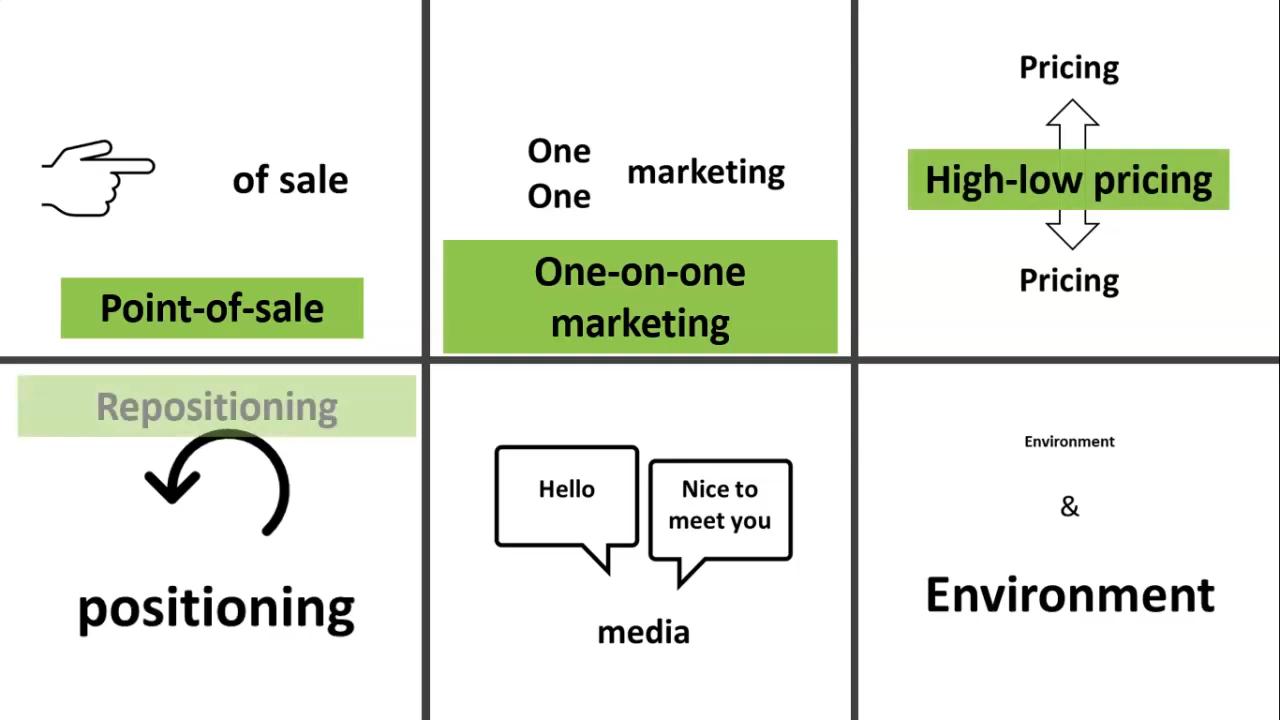 of sale
Point-of-sale
One
One
marketing
One-on-one
marketing
Pricing
High-low pricing
Pricing
Repositioning
positioning
Hello
Nice to
meet you
media
Environment
&
Environment